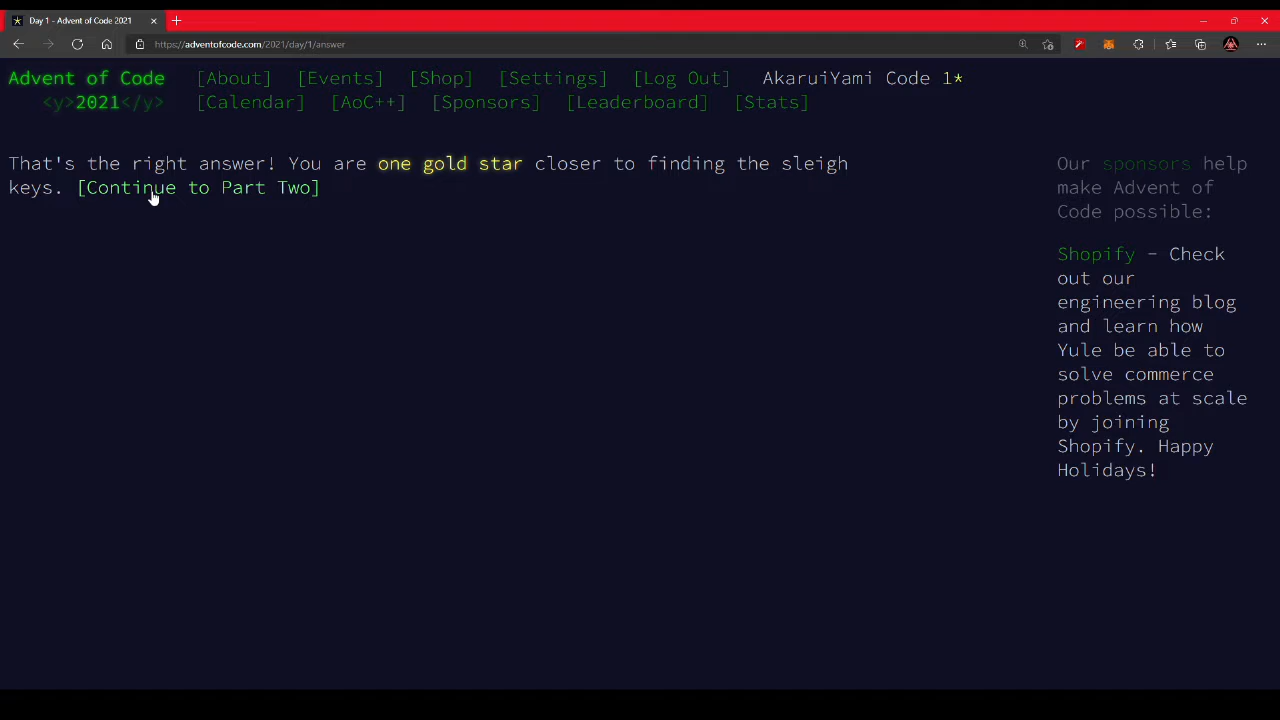 Day 1 - Advent of Code 2021
https://adventofcode.com/2021/day/1/answer
Advent of Code [About] [Events] [Shop] [Settings] [Log Out] AkaruiYami Code 1*
<y>2021</y> [Calendar] [AoC++] [Sponsors] [Leaderboard] [Stats]
That's the right answer! You are one gold star closer to finding the sleigh
keys. [Continue to Part Two]
Our sponsors help
make Advent of
Code possible:
Shopify - Check
out our
engineering blog
and learn how
Yule be able to
solve commerce
problems at scale
by joining
Shopify. Happy
Holidays!